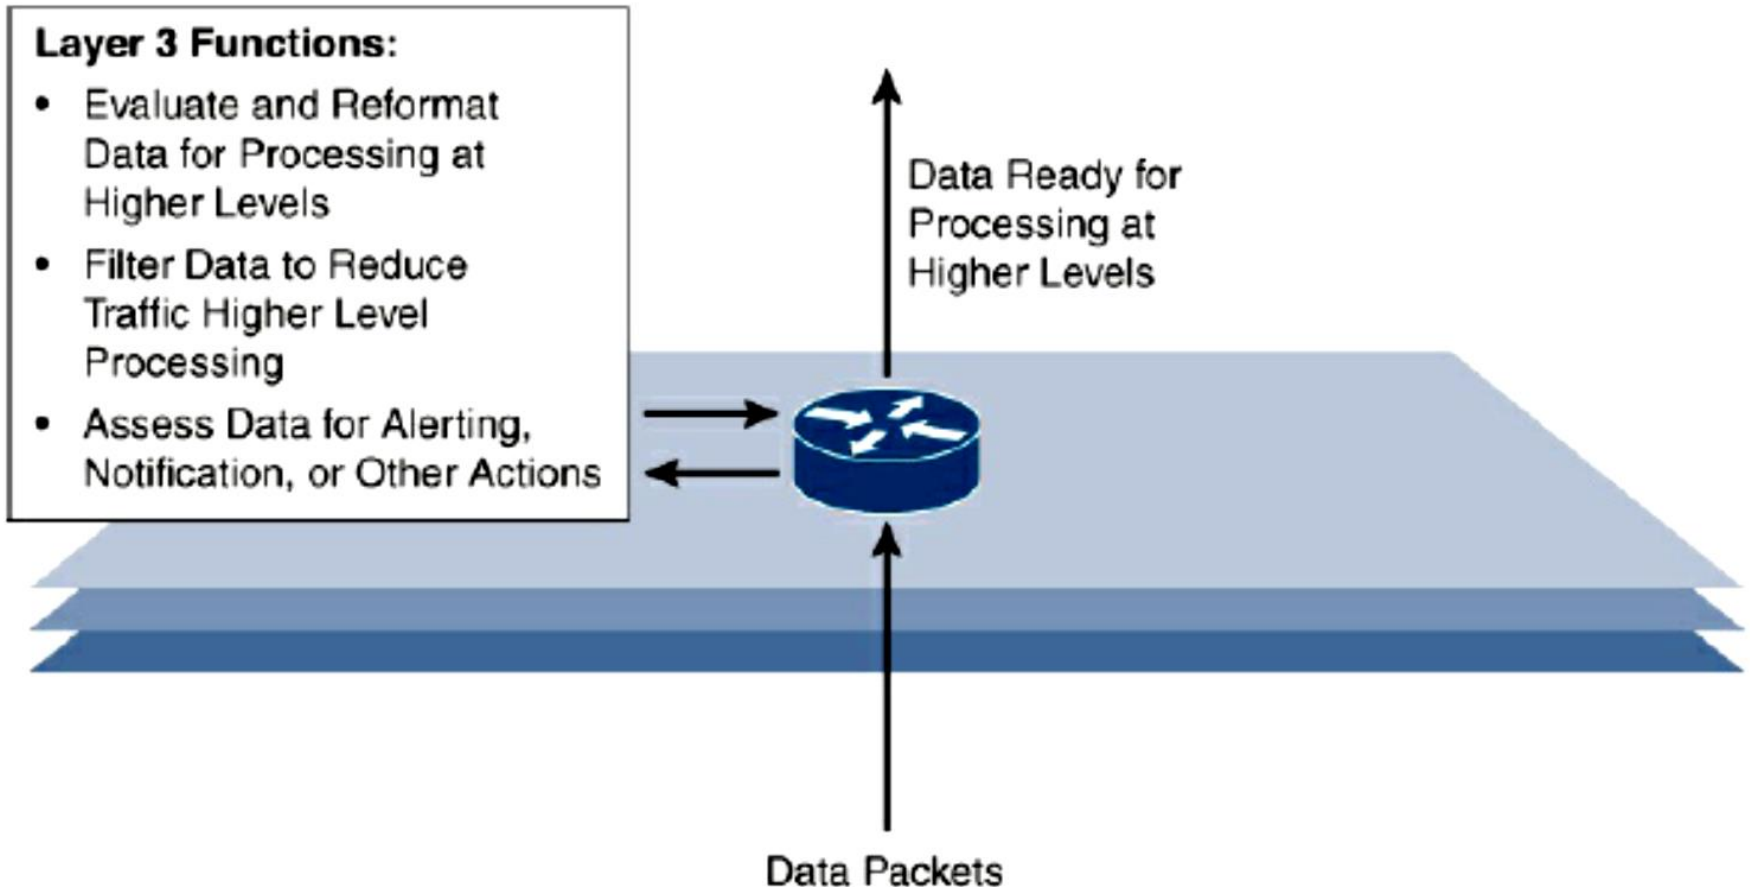 Layer 3 Functions:
• Evaluate and Reformat
Data for Processing at
Higher Levels
• Filter Data to Reduce
Traffic Higher Level
Processing
• Assess Data for Alerting,
Notification, or Other Actions
Data Ready for
Processing at
Higher Levels
Data Packets